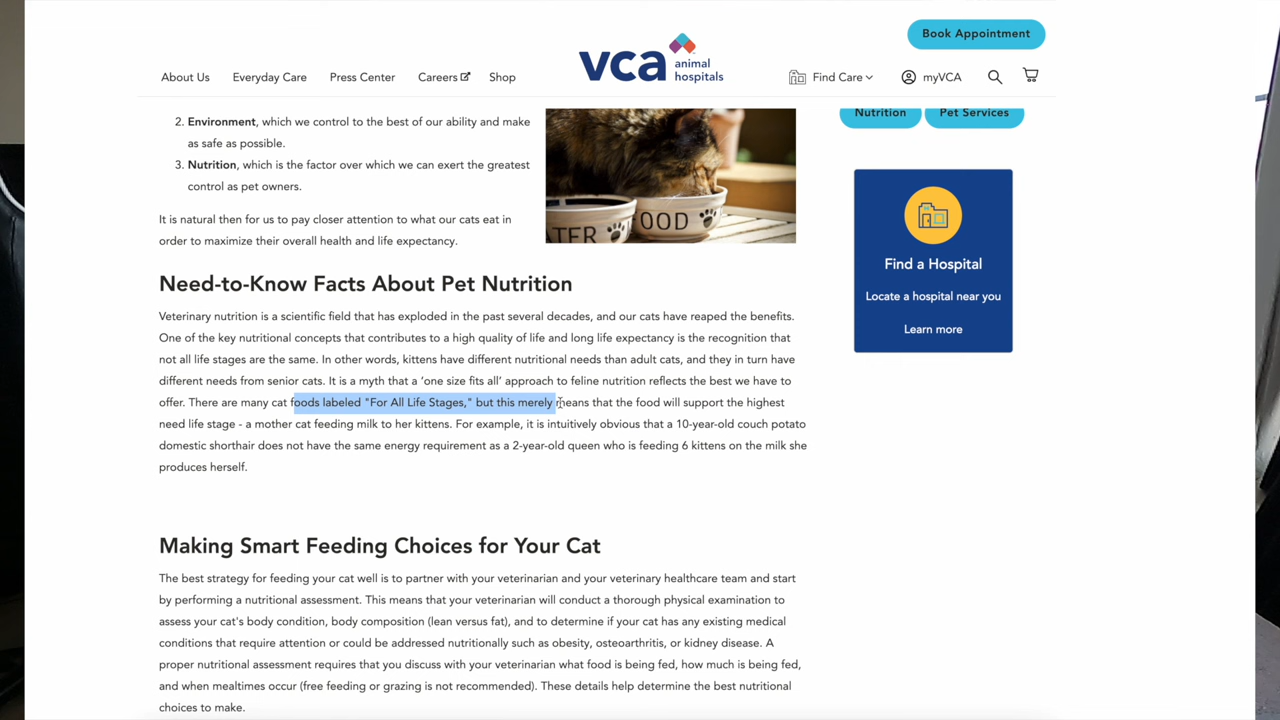 Book Appointment
vca animal hospitals
About Us Everyday Care Press Center Careers Shop Find Care myVCA
2. Environment, which we control to the best of our ability and make
as safe as possible.
3. Nutrition, which is the factor over which we can exert the greatest
control as pet owners.
It is natural then for us to pay closer attention to what our cats eat in
order to maximize their overall health and life expectancy.
TER
OOD
Nutrition Pet Services
Find a Hospital
Locate a hospital near you
Learn more
Need-to-Know Facts About Pet Nutrition
Veterinary nutrition is a scientific field that has exploded in the past several decades, and our cats have reaped the benefits.
One of the key nutritional concepts that contributes to a high quality of life and long life expectancy is the recognition that
not all life stages are the same. In other words, kittens have different nutritional needs than adult cats, and they in turn have
different needs from senior cats. It is a myth that a ‘one size fits all’ approach to feline nutrition reflects the best we have to
offer. There are many cat foods labeled "For All Life Stages," but this merely means that the food will support the highest
need life stage - a mother cat feeding milk to her kittens. For example, it is intuitively obvious that a 10-year-old couch potato
domestic shorthair does not have the same energy requirement as a 2-year-old queen who is feeding 6 kittens on the milk she
produces herself.
Making Smart Feeding Choices for Your Cat
The best strategy for feeding your cat well is to partner with your veterinarian and your veterinary healthcare team and start
by performing a nutritional assessment. This means that your veterinarian will conduct a thorough physical examination to
assess your cat's body condition, body composition (lean versus fat), and to determine if your cat has any existing medical
conditions that require attention or could be addressed nutritionally such as obesity, osteoarthritis, or kidney disease. A
proper nutritional assessment requires that you discuss with your veterinarian what food is being fed, how much is being fed,
and when mealtimes occur (free feeding or grazing is not recommended). These details help determine the best nutritional
choices to make.